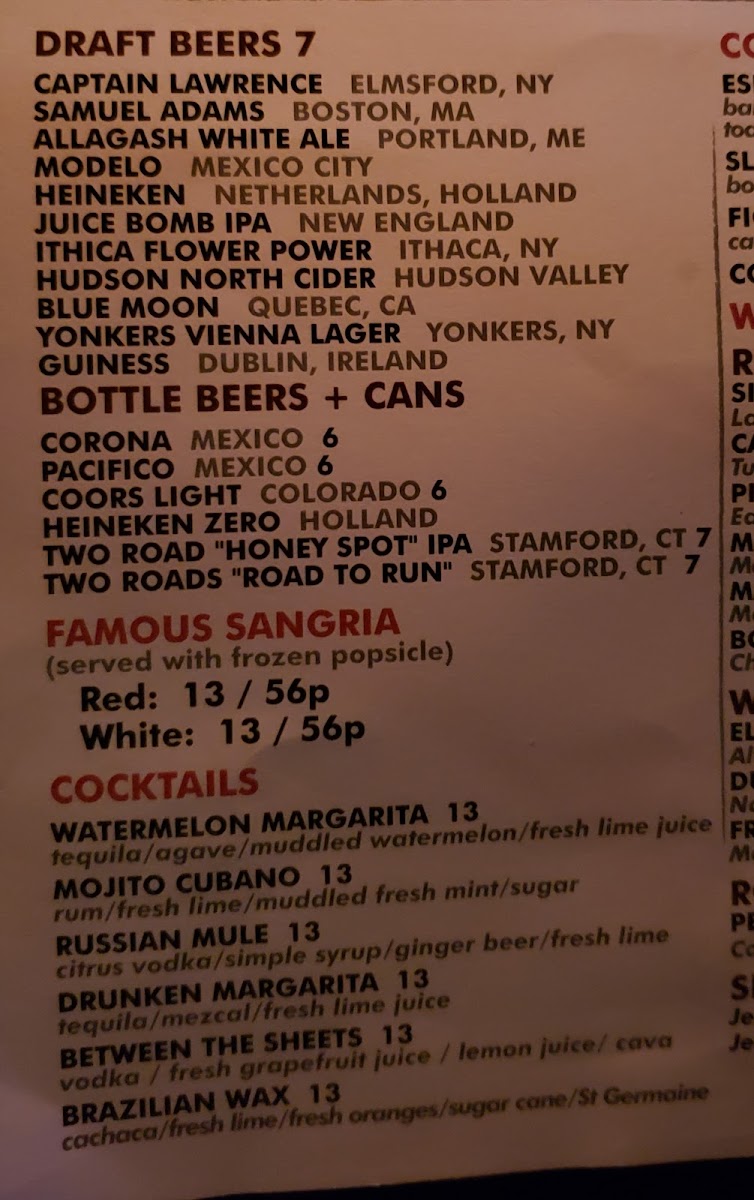 DRAFT BEERS 7
CAPTAIN LAWRENCE ELMSFORD, NY
SAMUEL ADAMS BOSTON, MA
ALLAGASH WHITE ALE PORTLAND, ME
MODELO MEXICO CITY
HEINEKEN NETHERLANDS, HOLLAND
JUICE BOMB IPA NEW ENGLAND
ITHICA FLOWER POWER ITHACA, NY
HUDSON NORTH CIDER HUDSON VALLEY
BLUE MOON QUEBEC, CA
YONKERS VIENNA LAGER YONKERS, NY
GUINESS DUBLIN, IRELAND
BOTTLE BEERS + CANS
CORONA MEXICO 6
PACIFICO MEXICO 6
COORS LIGHT COLORADO 6
HEINEKEN ZERO HOLLAND
TWO ROAD "HONEY SPOT" IPA STAMFORD, CT 7
TWO ROADS "ROAD TO RUN" STAMFORD, CT 7
FAMOUS SANGRIA
(served with frozen popsicle)
Red: 13 / 56p
White: 13 / 56p
COCKTAILS
WATERMELON MARGARITA 13
tequila/agave/muddled watermelon/fresh lime juice
MOJITO CUBANO 13
rum/fresh lime/muddled fresh mint/sugar
RUSSIAN MULE 13
citrus vodka/simple syrup/ginger beer/fresh lime
DRUNKEN MARGARITA 13
tequila/mezcal/fresh lime juice
BETWEEN THE SHEETS 13
vodka / fresh grapefruit juice / lemon juice/ cava
BRAZILIAN WAX 13
cachaca/fresh lime/fresh oranges/sugar cane/St Germaine